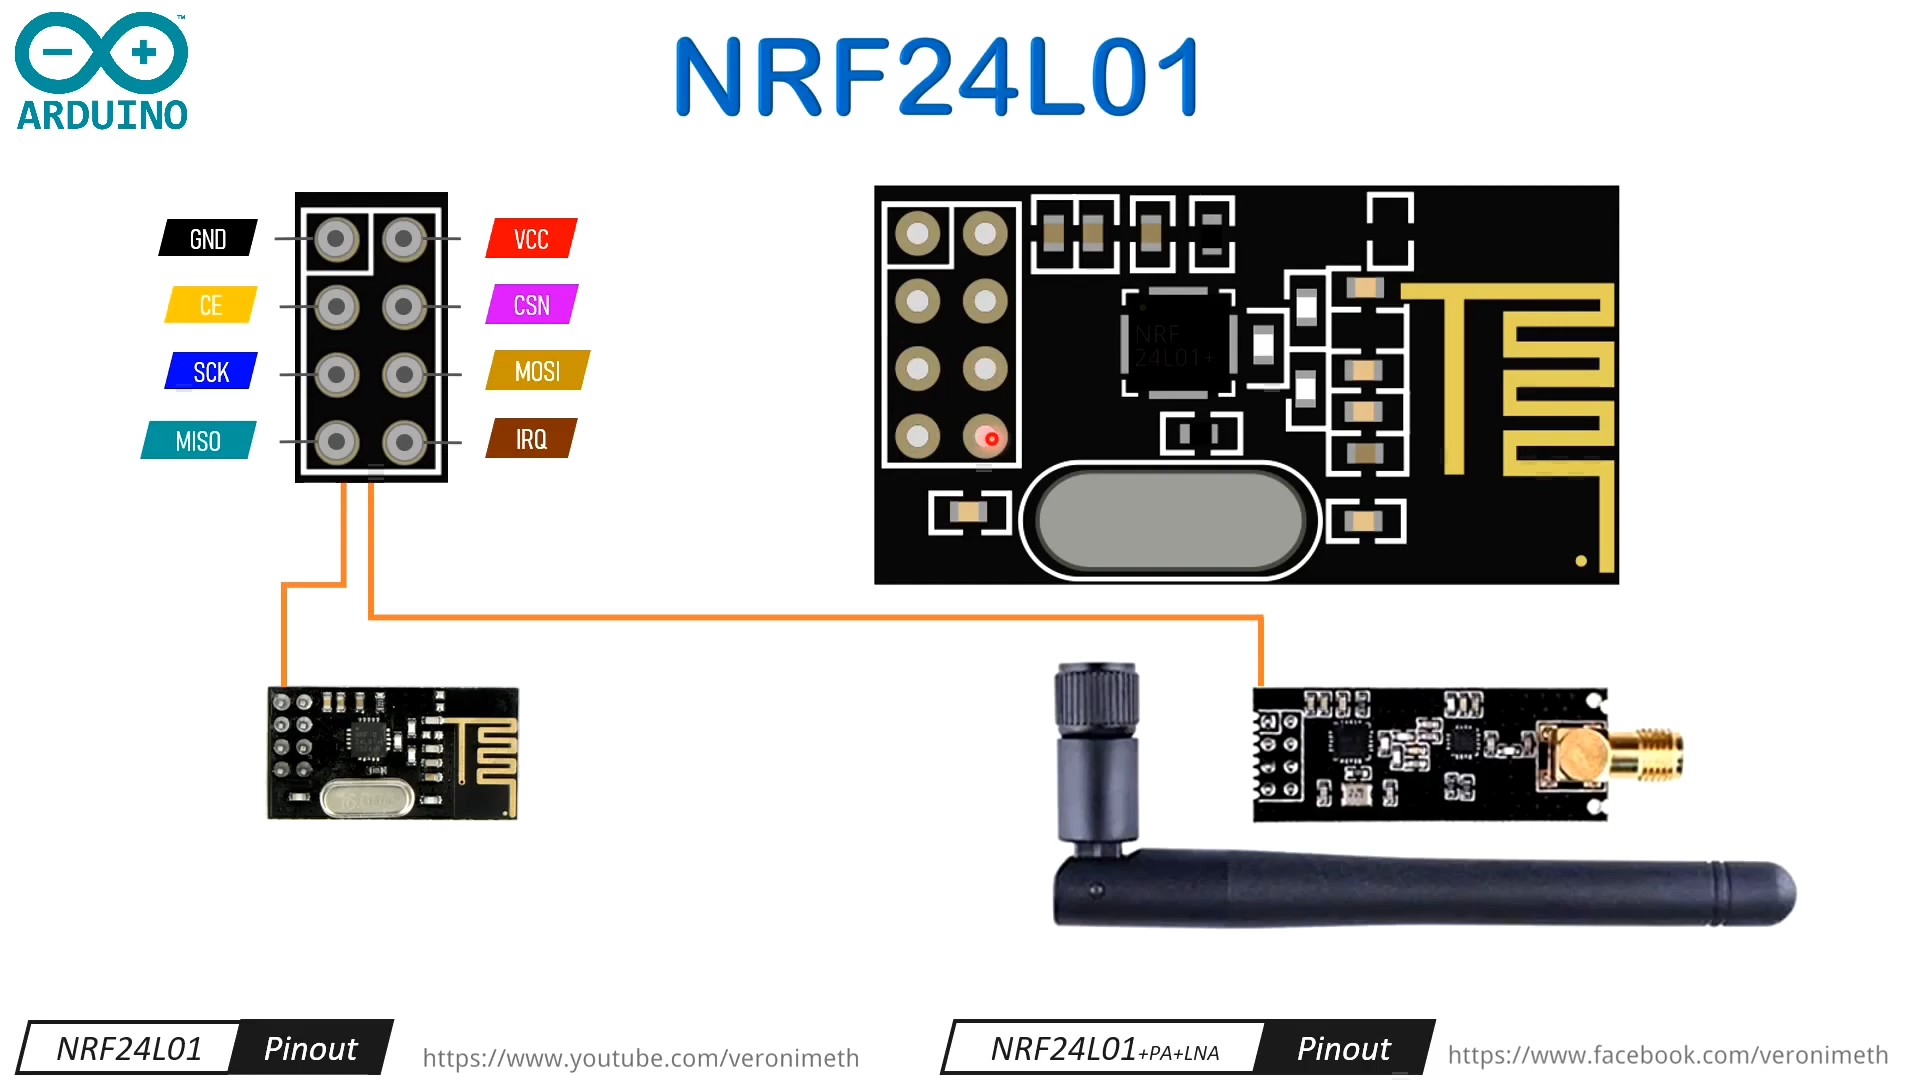 ARDUINO
™
NRF24L01
GND
VCC
CE
CSN
SCK
MOSI
MISO
IRQ
NRF
24L01+
NRF24L01 Pinout
https://www.youtube.com/veronimeth
NRF24L01+PA+LNA Pinout
https://www.facebook.com/veronimeth